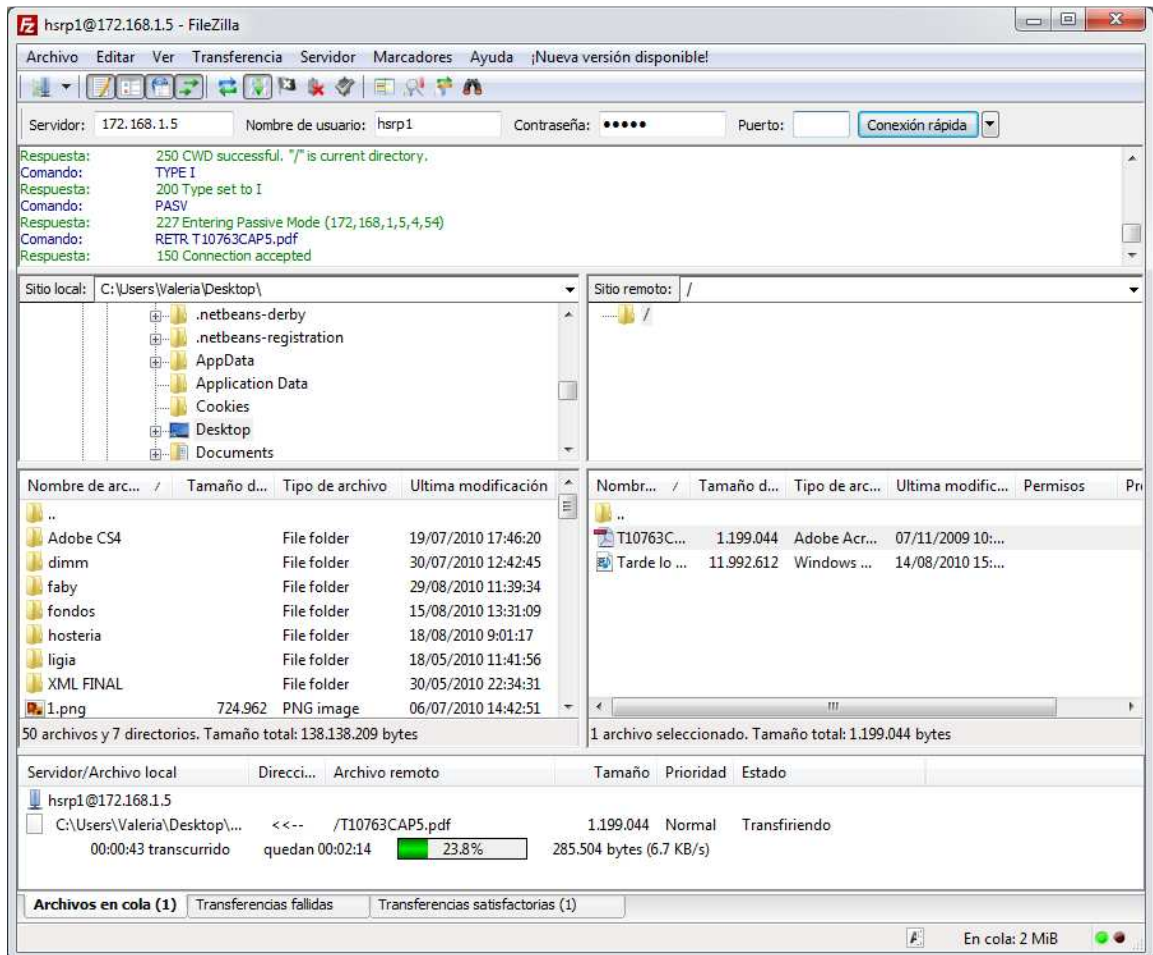 hsrp1@172.168.1.5 - FileZilla
Archivo Editar Ver Transferencia Servidor Marcadores Ayuda ¡Nueva versión disponible!
Servidor: 172.168.1.5 Nombre de usuario: hsrp1 Contraseña: ●●●●● Puerto: Conexión rápida
Respuesta: 250 CWD successful. "/" is current directory.
Comando: TYPE I
Respuesta: 200 Type set to I
Comando: PASV
Respuesta: 227 Entering Passive Mode (172,168,1,5,4,54)
Comando: RETR T10763CAP5.pdf
Respuesta: 150 Connection accepted
Sitio local: C:\Users\Valeria\Desktop\
.netbeans-derby
.netbeans-registration
AppData
Application Data
Cookies
Desktop
Documents
Sitio remoto: /
/
Nombre de arc... / Tamaño d... Tipo de archivo Ultima modificación
..
Adobe CS4 File folder 19/07/2010 17:46:20
dimm File folder 30/07/2010 12:42:45
faby File folder 29/08/2010 11:39:34
fondos File folder 15/08/2010 13:31:09
hosteria File folder 18/08/2010 9:01:17
ligia File folder 18/05/2010 11:41:56
XML FINAL File folder 30/05/2010 22:34:31
1.png 724.962 PNG image 06/07/2010 14:42:51
50 archivos y 7 directorios. Tamaño total: 138.138.209 bytes
Nombr... / Tamaño d... Tipo de arc... Ultima modific... Permisos Pr
..
T10763C... 1.199.044 Adobe Acr... 07/11/2009 10:...
Tarde lo ... 11.992.612 Windows ... 14/08/2010 15:...
1 archivo seleccionado. Tamaño total: 1.199.044 bytes
Servidor/Archivo local Direcci... Archivo remoto Tamaño Prioridad Estado
hsrp1@172.168.1.5
C:\Users\Valeria\Desktop\... <<-- /T10763CAP5.pdf 1.199.044 Normal Transfiriendo
00:00:43 transcurrido quedan 00:02:14 23.8% 285.504 bytes (6.7 KB/s)
Archivos en cola (1) Transferencias fallidas Transferencias satisfactorias (1)
En cola: 2 MiB